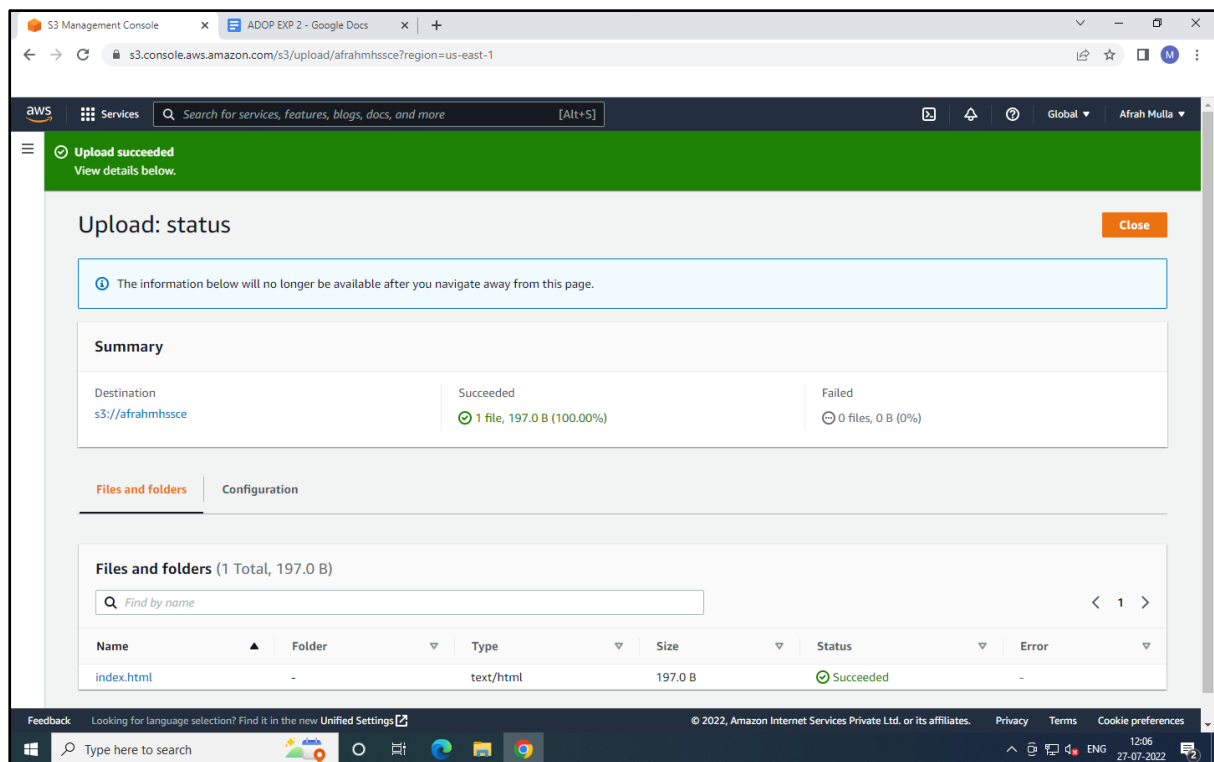 S3 Management Console
ADOP EXP 2 - Google Docs
s3.console.aws.amazon.com/s3/upload/afrahmhssce?region=us-east-1
M
aws Services Search for services, features, blogs, docs, and more [Alt+S] Global Afrah Mulla
Upload succeeded
View details below.
Upload: status
Close
The information below will no longer be available after you navigate away from this page.
Summary
Destination Succeeded Failed
s3://afrahmhssce 1 file, 197.0 B (100.00%) 0 files, 0 B (0%)
Files and folders Configuration
Files and folders (1 Total, 197.0 B)
Find by name
1
Name Folder Type Size Status Error
index.html - text/html 197.0 B Succeeded -
Feedback Looking for language selection? Find it in the new Unified Settings © 2022, Amazon Internet Services Private Ltd. or its affiliates. Privacy Terms Cookie preferences
Type here to search ENG 12:06
27-07-2022 2